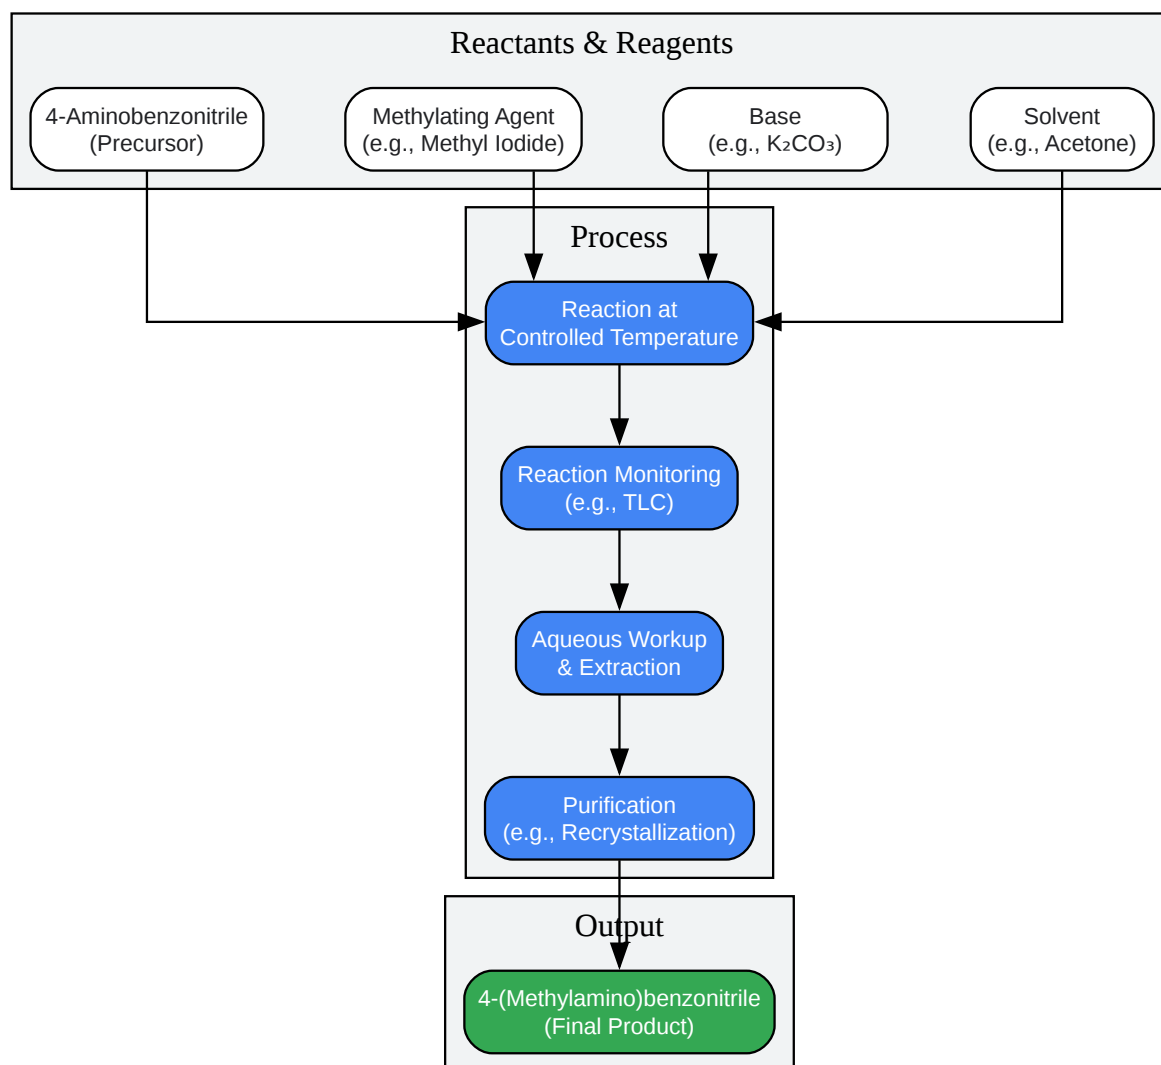 Reactants & Reagents
4-Aminobenzonitrile
(Precursor)
Methylating Agent
(e.g., Methyl Iodide)
Base
(e.g., K₂CO₃)
Solvent
(e.g., Acetone)
Process
Reaction at
Controlled Temperature
Reaction Monitoring
(e.g., TLC)
Aqueous Workup
& Extraction
Purification
(e.g., Recrystallization)
Output
4-(Methylamino)benzonitrile
(Final Product)